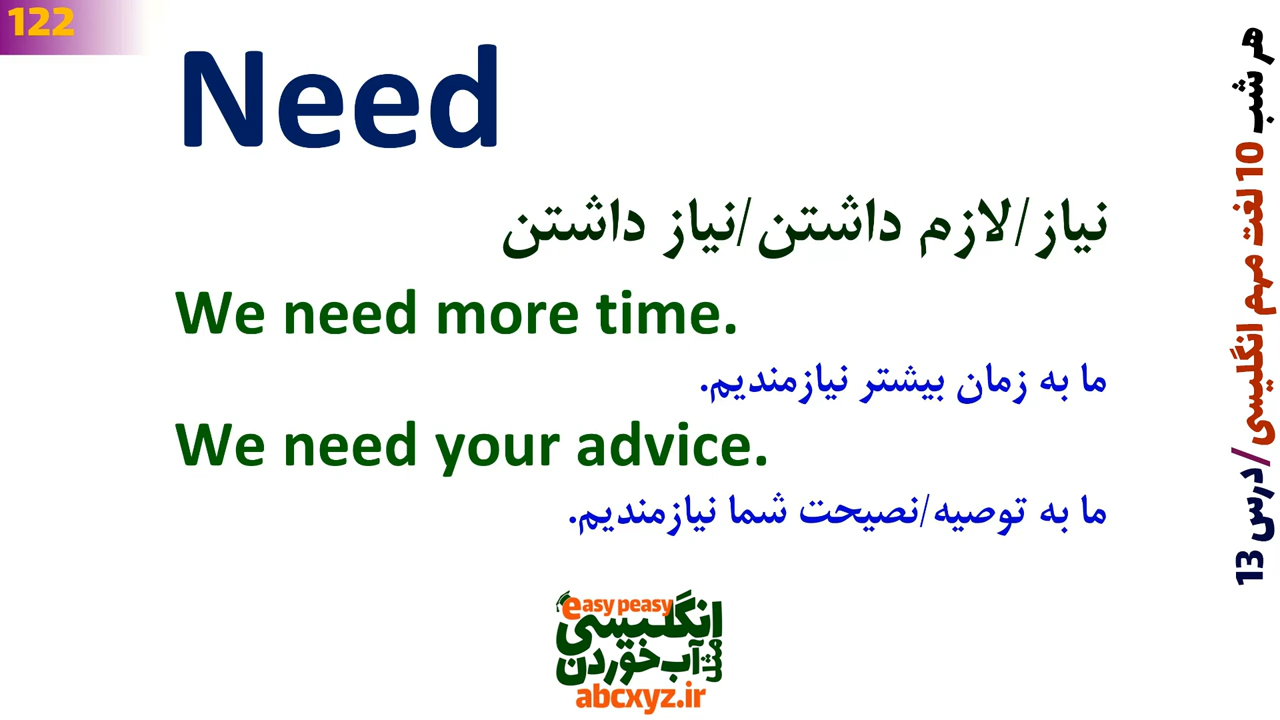 122
Need
نیاز/لازم داشتن/نیاز داشتن
We need more time.
ما به زمان بیشتر نیازمندیم.
We need your advice.
ما به توصیه/نصیحت شما نیازمندیم.
هر شب 10 لغت مهم انگلیسی/درس 13
easy peasy
انگلیسی
مثل آب خوردن
abcxyz.ir